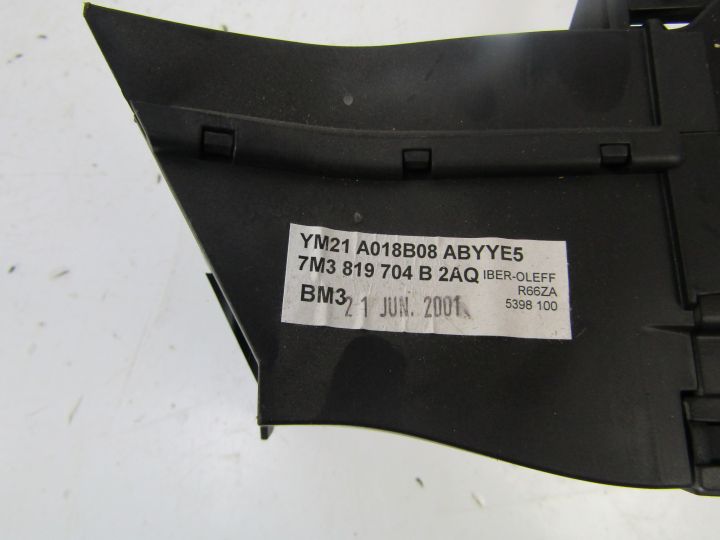 YM21 A018B08 ABYYE5
7M3 819 704 B 2AQ IBER-OLEFF
R66ZA
BM3 21 JUN. 2001
5398 100